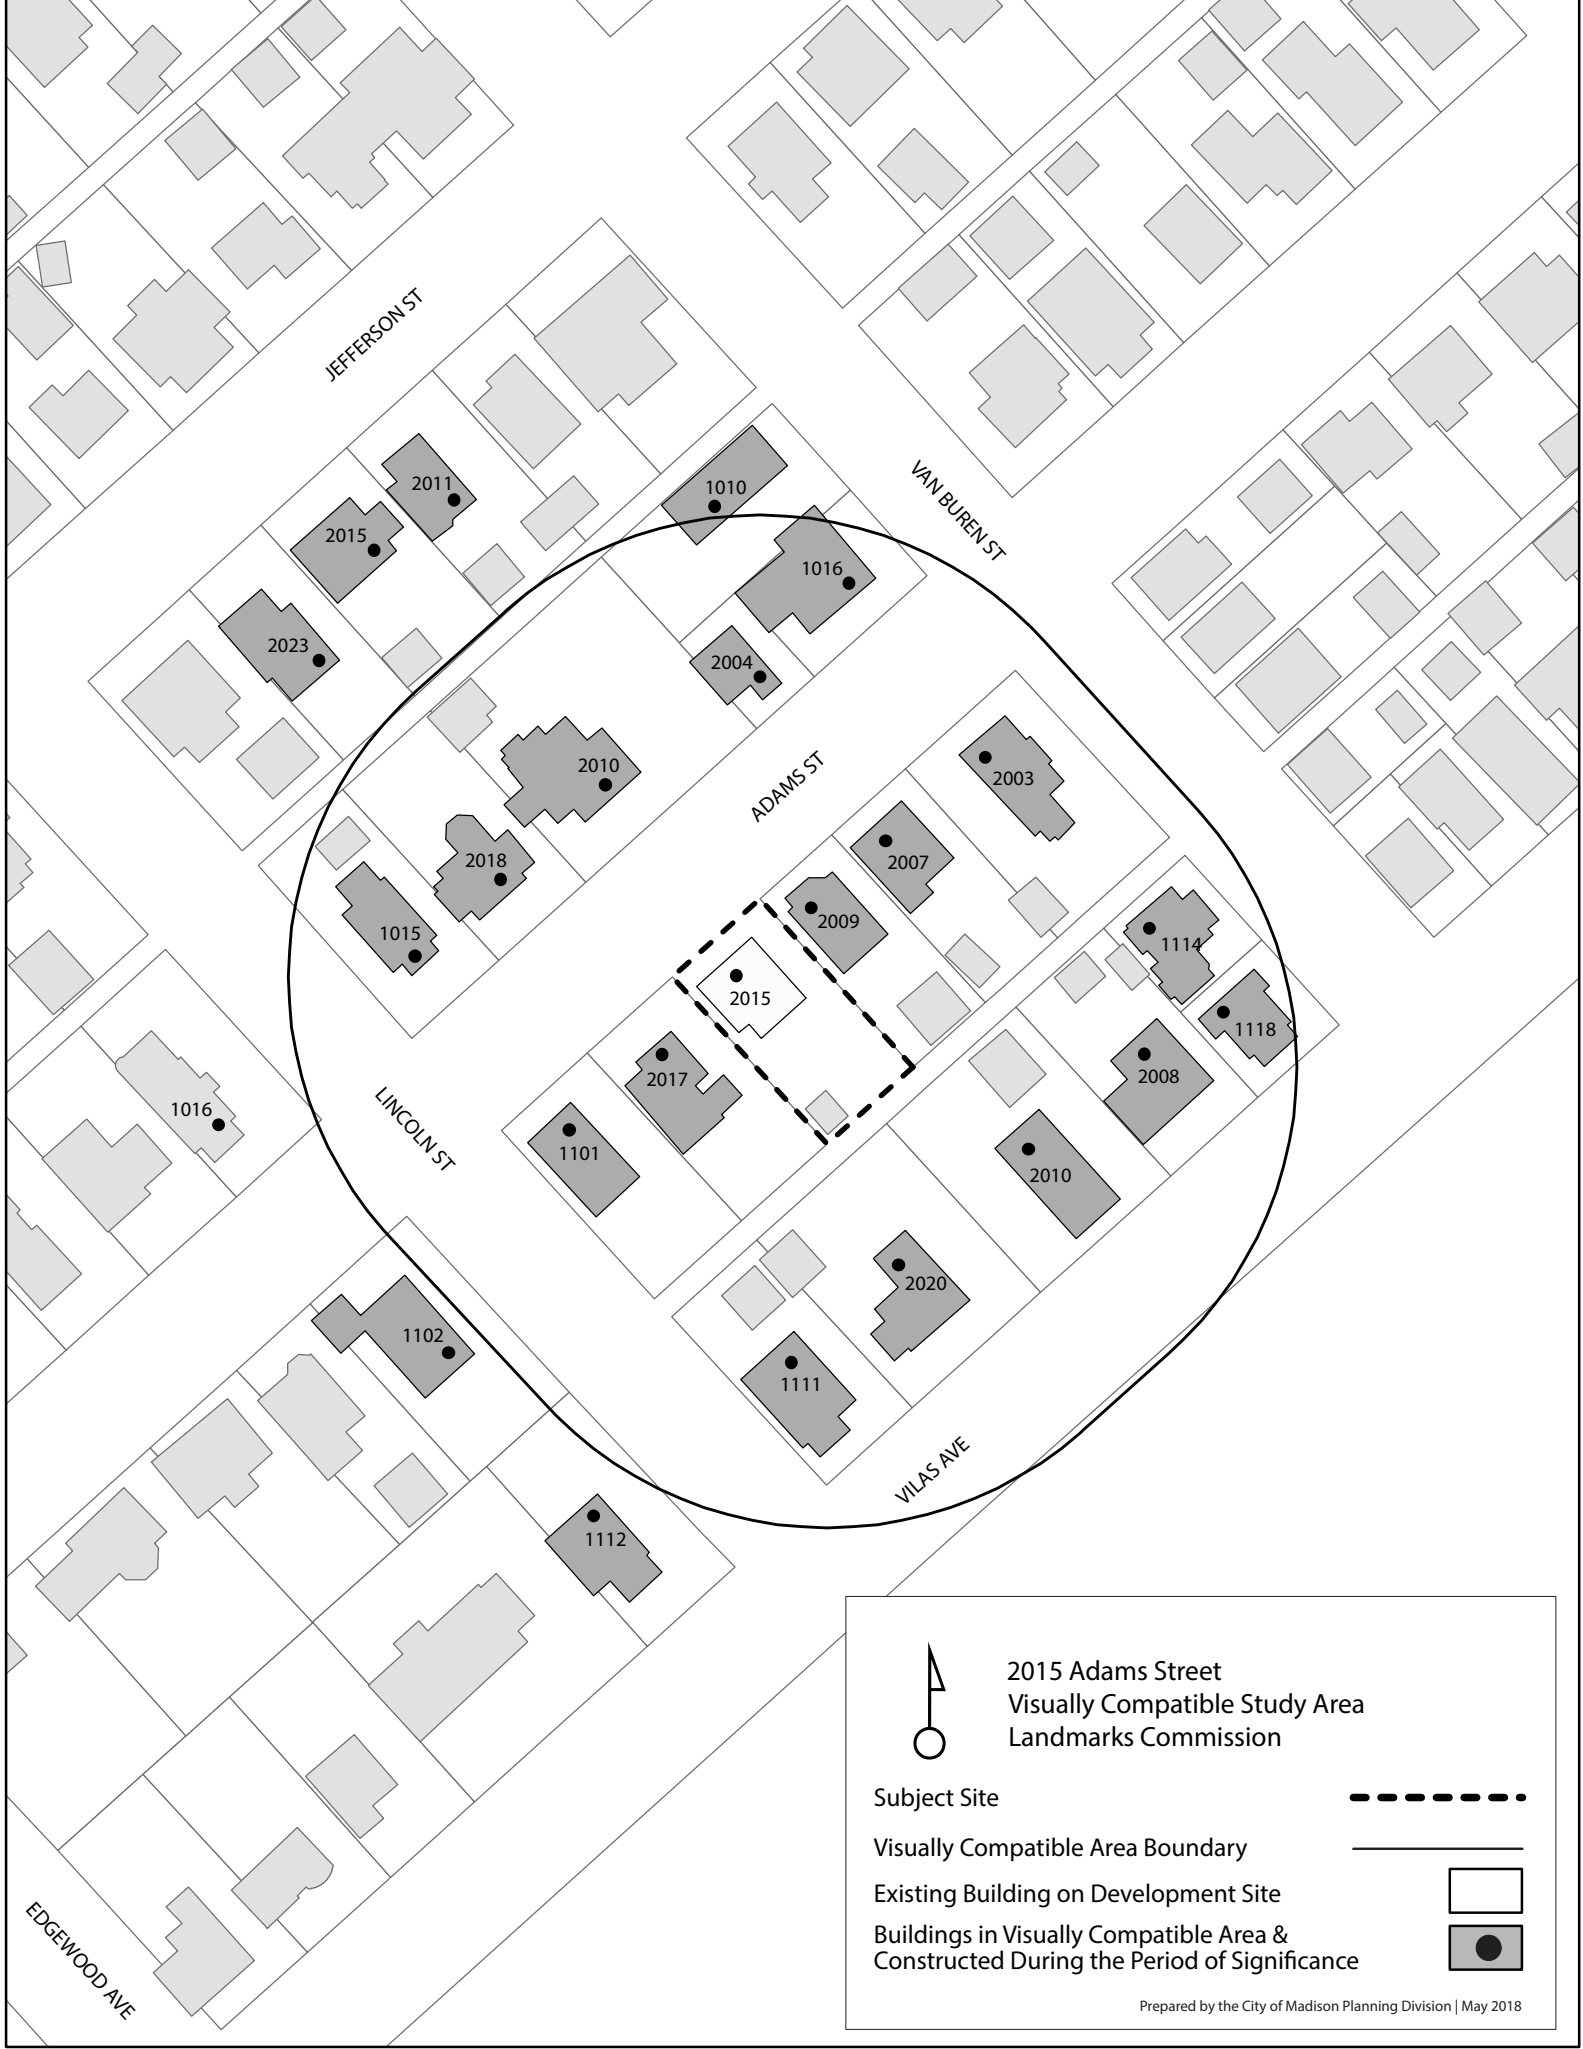 JEFFERSON ST
2011
1010
VAN BUREN ST
2015
1016
2023
2004
2010
ADAMS ST
2003
2018
2007
1015
2009
1114
2015
1118
2017
2008
1016
LINCOLN ST
1101
2010
2020
1102
1111
VILAS AVE
1112
2015 Adams Street
Visually Compatible Study Area
Landmarks Commission
Subject Site
Visually Compatible Area Boundary
Existing Building on Development Site
Buildings in Visually Compatible Area &
Constructed During the Period of Significance
EDGEWOOD AVE
Prepared by the City of Madison Planning Division | May 2018